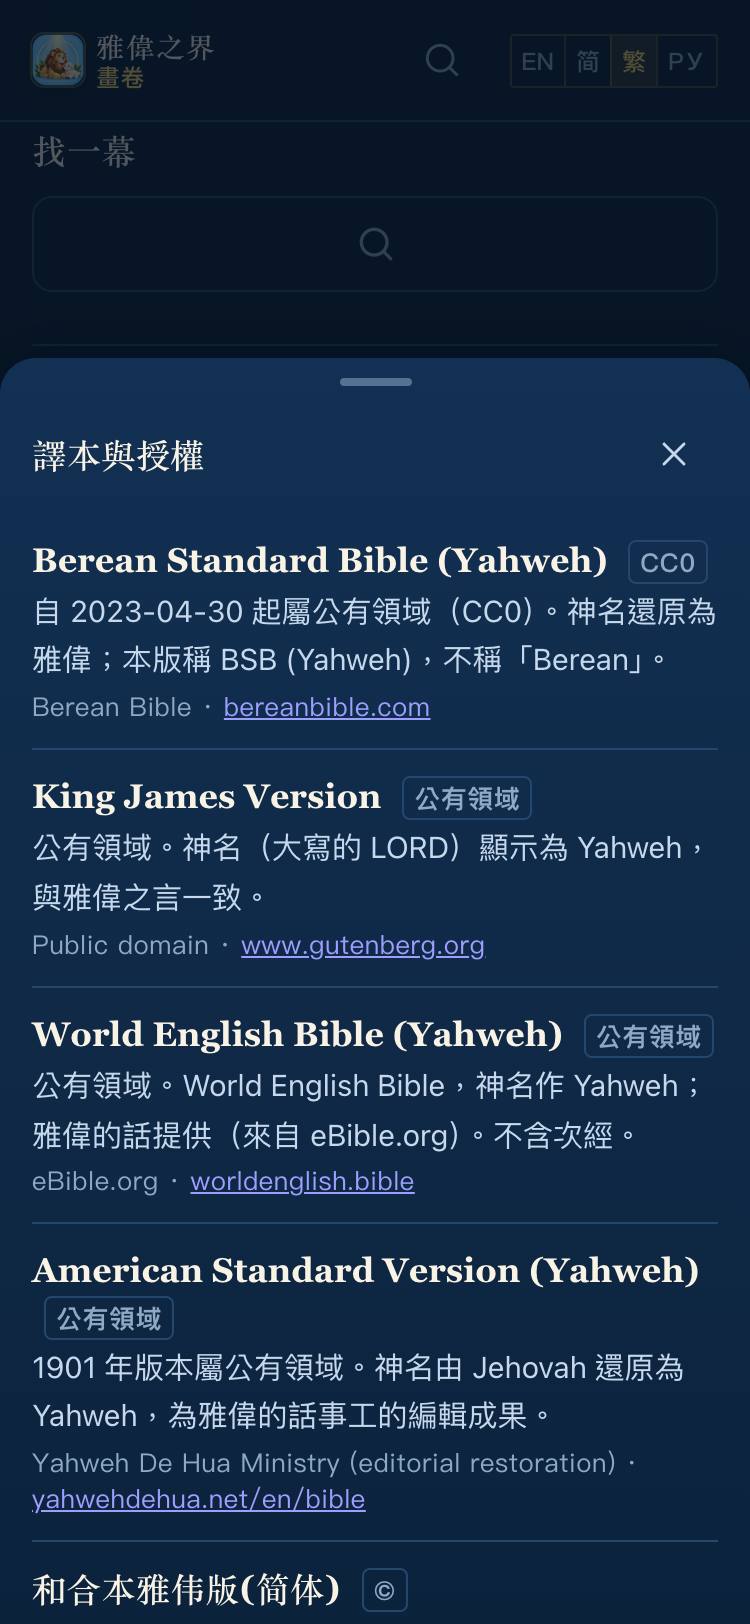 雅偉之界
畫卷
EN 简 繁 РУ
找一幕
譯本與授權
Berean Standard Bible (Yahweh) CC0
自 2023-04-30 起屬公有領域（CC0）。神名還原為
雅偉；本版稱 BSB (Yahweh)，不稱「Berean」。
Berean Bible · bereanbible.com
King James Version 公有領域
公有領域。神名（大寫的 LORD）顯示為 Yahweh，
與雅偉之言一致。
Public domain · www.gutenberg.org
World English Bible (Yahweh) 公有領域
公有領域。World English Bible，神名作 Yahweh；
雅偉的話提供（來自 eBible.org）。不含次經。
eBible.org · worldenglish.bible
American Standard Version (Yahweh)
公有領域
1901 年版本屬公有領域。神名由 Jehovah 還原為
Yahweh，為雅偉的話事工的編輯成果。
Yahweh De Hua Ministry (editorial restoration) ·
yahwehdehua.net/en/bible
和合本雅伟版(简体) ©